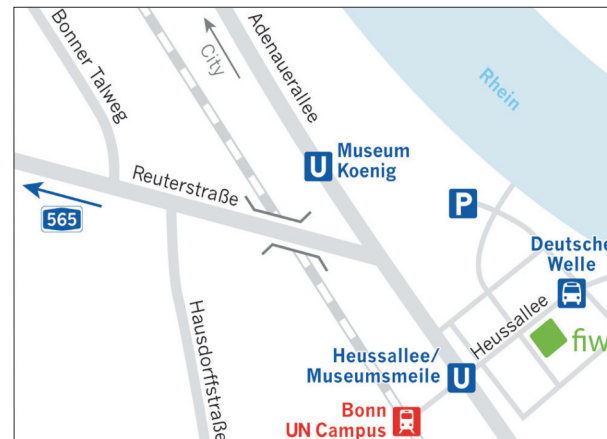 Bonner Talweg
City
Adenauerallee
Rhein
U
Museum
Koenig
Reuterstraße
565
P
Deutsche
Welle
Hausdorffstraße
Heussallee
fiw
Heussallee/
Museumsmeile
U
Bonn
UN Campus